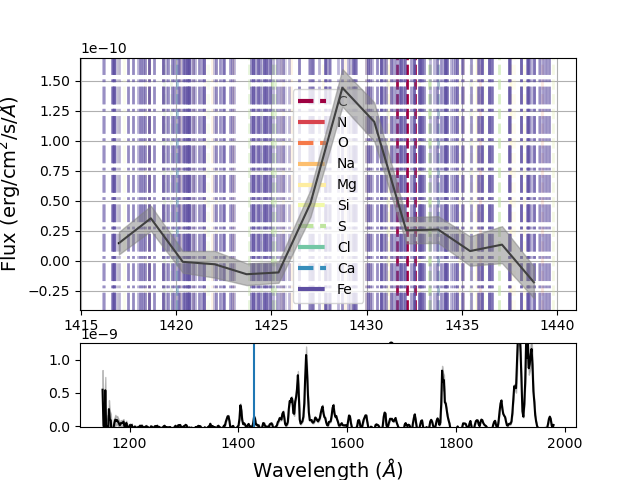 1e−10
1.50
1.25
1.00
0.75
0.50
0.25
0.00
−0.25
Flux (erg/cm²/s/Å)
C
N
O
Na
Mg
Si
S
Cl
Ca
Fe
1415 1420 1425 1430 1435 1440
1e−9
1.0
0.5
0.0
1200 1400 1600 1800 2000
Wavelength (Å)